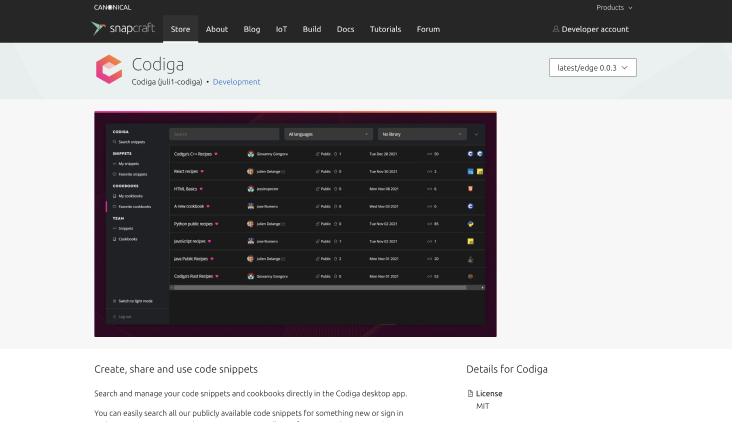 CANONICAL
Products
snapcraft
Store About Blog IoT Build Docs Tutorials Forum
Developer account
Codiga
Codiga (juli1-codiga) • Development
latest/edge 0.0.3
CODIGA
Search snippets
SNIPPETS
My snippets
Favorite snippets
COOKBOOKS
My cookbooks
Favorite cookbooks
TEAM
Snippets
Cookbooks
Switch to light mode
Log out
Search All languages No library
Codiga's C++ Recipes Giovanny Gongora Public 1 Tue Dec 28 2021 50
React recipes Julien Delange Public 0 Tue Nov 30 2021 2
HTML Basics Public 0 Mon Nov 08 2021 6
A new cookbook Jose Romero Public 0 Wed Nov 03 2021 0
Python public recipes Julien Delange Public 0 Tue Nov 02 2021 85
JavaScript recipes Jose Romero Public 1 Tue Nov 02 2021 1
Java Public Recipes Julien Delange Public 2 Mon Nov 01 2021 20
Codiga's Rust Recipes Giovanny Gongora Public 0 Mon Nov 01 2021 53
Create, share and use code snippets
Search and manage your code snippets and cookbooks directly in the Codiga desktop app.
You can easily search all our publicly available code snippets for something new or sign in
Details for Codiga
License
MIT